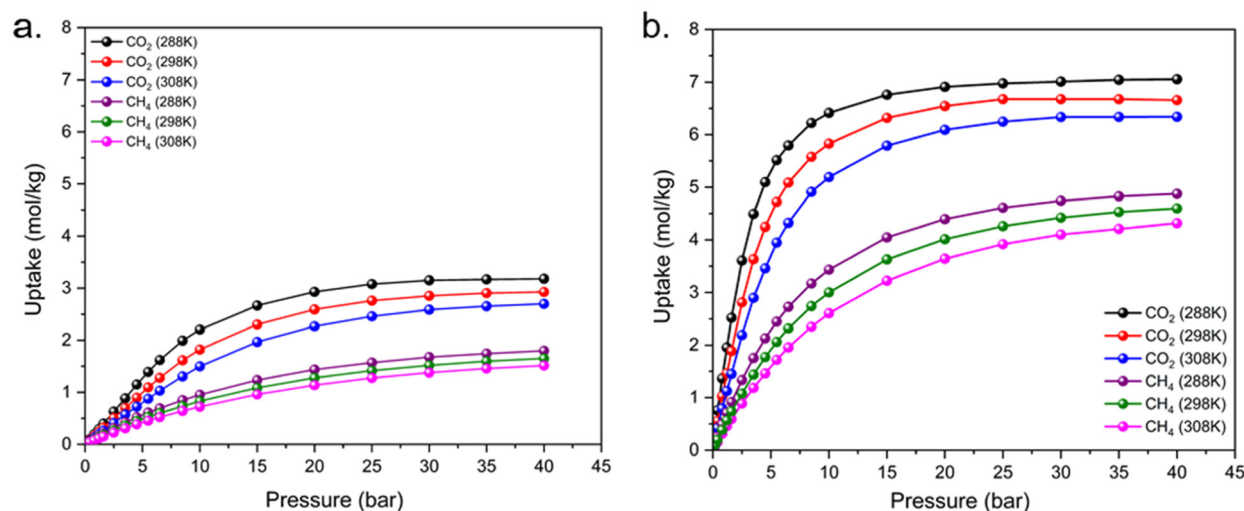 a.
8
7
6
5
4
3
2
1
0
Uptake (mol/kg)
CO₂ (288K)
CO₂ (298K)
CO₂ (308K)
CH₄ (288K)
CH₄ (298K)
CH₄ (308K)
0 5 10 15 20 25 30 35 40 45
Pressure (bar)
b.
8
7
6
5
4
3
2
1
0
Uptake (mol/kg)
CO₂ (288K)
CO₂ (298K)
CO₂ (308K)
CH₄ (288K)
CH₄ (298K)
CH₄ (308K)
0 5 10 15 20 25 30 35 40 45
Pressure (bar)